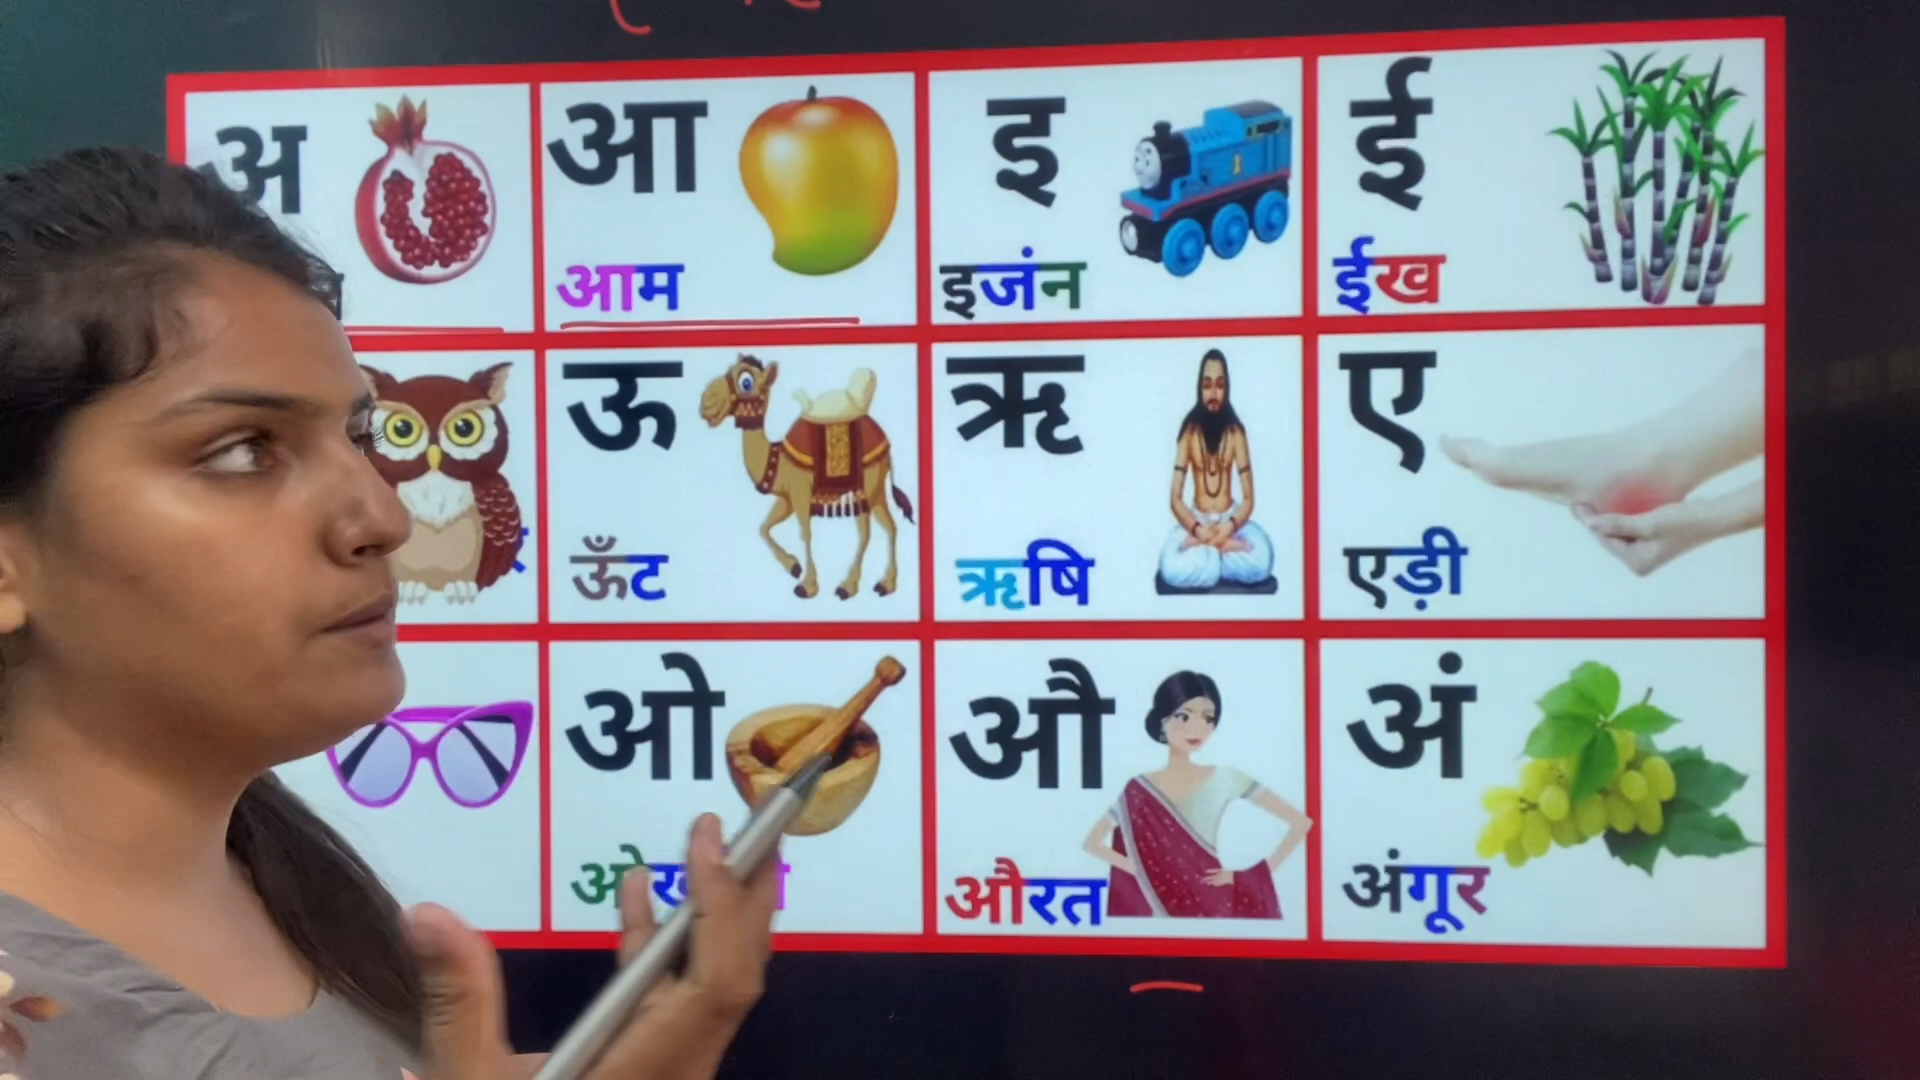 अ आ इ ई
आम इजंन ईख
ऊ ऋ ए
ऊँट ऋषि एड़ी
ओ औ अं
औरत अंगूर